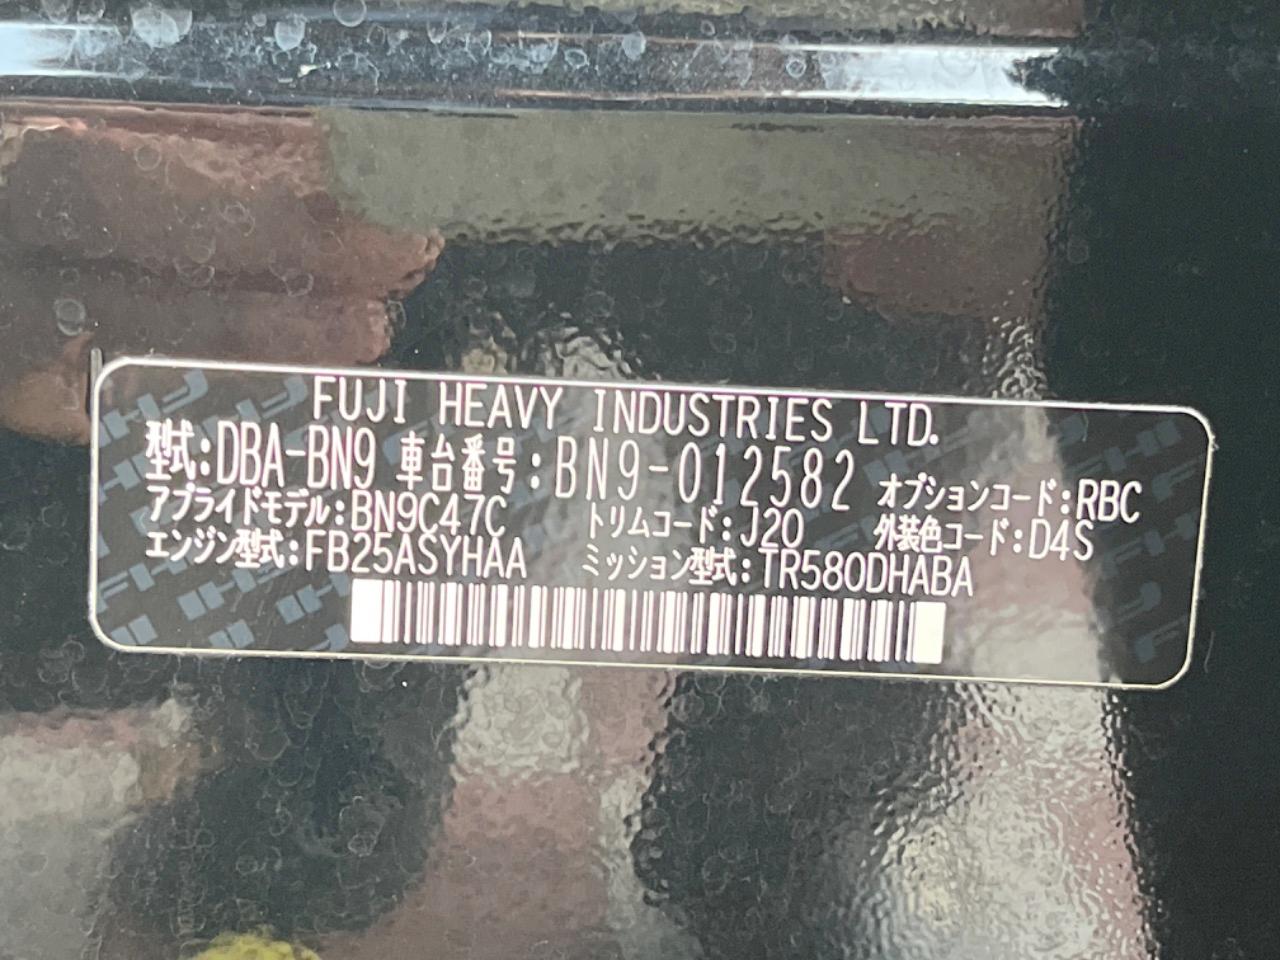 FUJI HEAVY INDUSTRIES LTD.
型式:DBA-BN9 車台番号:BN9-012582 オプションコード:RBC
アプライドモデル:BN9C47C トリムコード:J20 外装色コード:D4S
エンジン型式:FB25ASYHAA ミッション型式:TR580DHABA